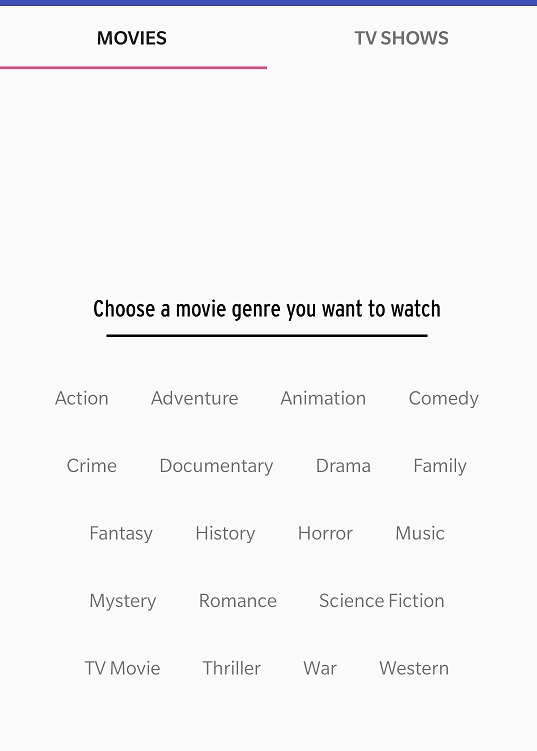 MOVIES TV SHOWS
Choose a movie genre you want to watch
Action Adventure Animation Comedy
Crime Documentary Drama Family
Fantasy History Horror Music
Mystery Romance Science Fiction
TV Movie Thriller War Western